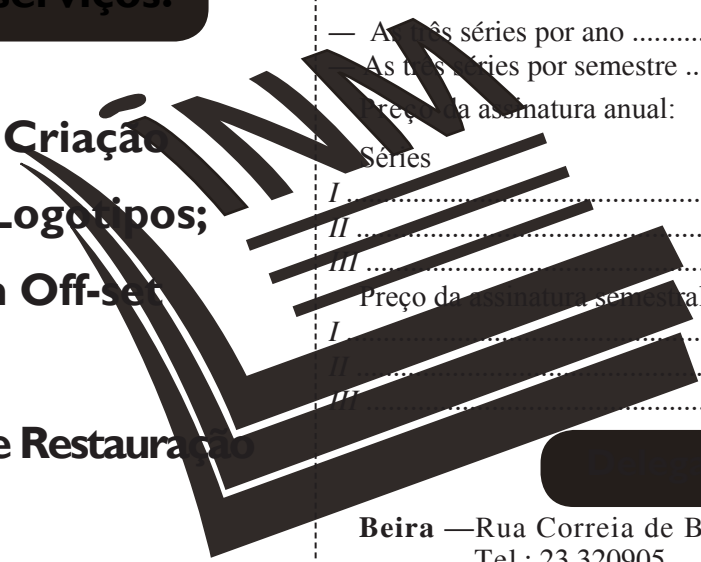 serviços:
Criação
Logotipos;
Off-set
e Restauração
INM
— As três séries por ano ..........
— As três séries por semestre ..
Preço da assinatura anual:
Séries
I ..........................................................
II .........................................................
III ........................................................
Preço da assinatura semestral
I ..........................................................
II .........................................................
III ........................................................
Beira —Rua Correia de B
Tel.: 23 320905